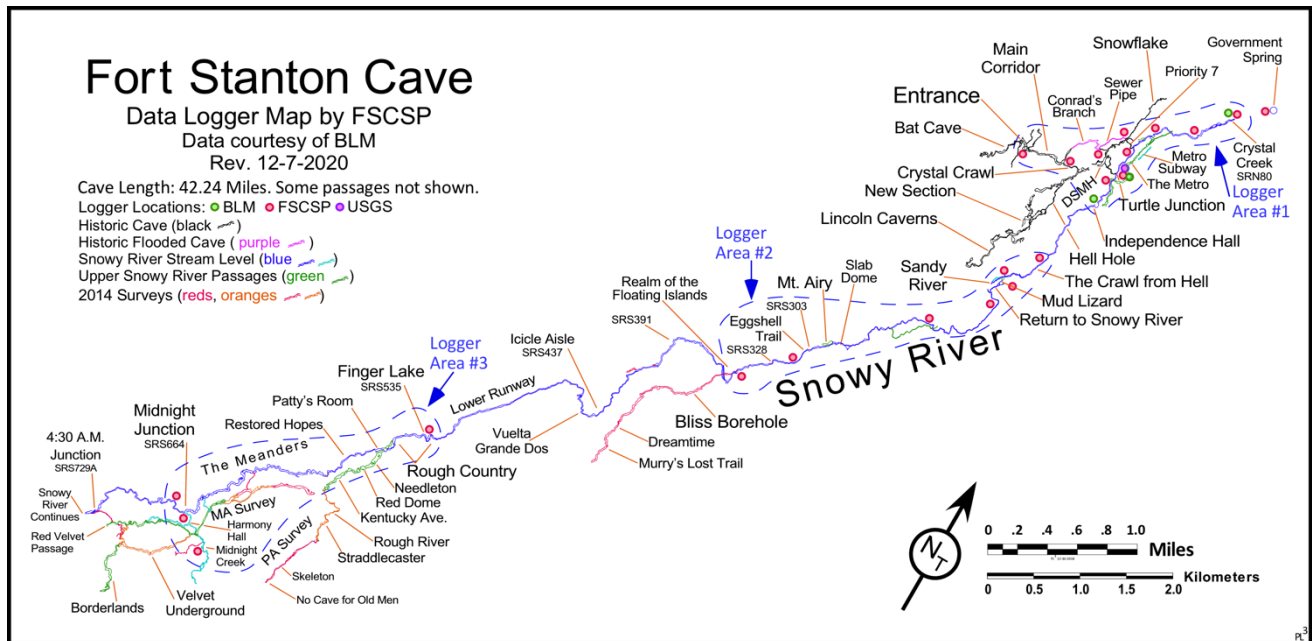 Fort Stanton Cave
Data Logger Map by FSCSP
Data courtesy of BLM
Rev. 12-7-2020
Cave Length: 42.24 Miles. Some passages not shown.
Logger Locations: BLM FSCSP USGS
Historic Cave (black )
Historic Flooded Cave ( purple )
Snowy River Stream Level (blue )
Upper Snowy River Passages (green )
2014 Surveys (reds, oranges )
Main
Corridor
Snowflake
Government
Spring
Sewer
Pipe
Priority 7
Entrance
Conrad's
Branch
Bat Cave
Crystal Crawl
New Section
Lincoln Caverns
DSMH
Metro
Subway
The Metro
Crystal
Creek
SRN80
Logger
Area #1
Turtle Junction
Independence Hall
Hell Hole
The Crawl from Hell
Mud Lizard
Return to Snowy River
Sandy
River
Logger
Area #2
Mt. Airy
Slab
Dome
Realm of the
Floating Islands
SRS303
Eggshell
Trail
SRS328
SRS391
Snowy River
Icicle Aisle
SRS437
Bliss Borehole
Dreamtime
Murry's Lost Trail
Vuelta
Grande Dos
Lower Runway
Logger
Area #3
Finger Lake
SRS535
Patty's Room
Restored Hopes
Midnight
Junction
SRS664
The Meanders
4:30 A.M.
Junction
SRS729A
Rough Country
Needleton
Red Dome
Kentucky Ave.
Snowy
River
Continues
MA Survey
Harmony
Hall
Red Velvet
Passage
PA Survey
Rough River
Straddlecaster
Midnight
Creek
Skeleton
No Cave for Old Men
Velvet
Underground
Borderlands
N
T
0 .2 .4 .6 .8 1.0
Miles
Kilometers
0.0 0.5 1.0 1.5 2.0